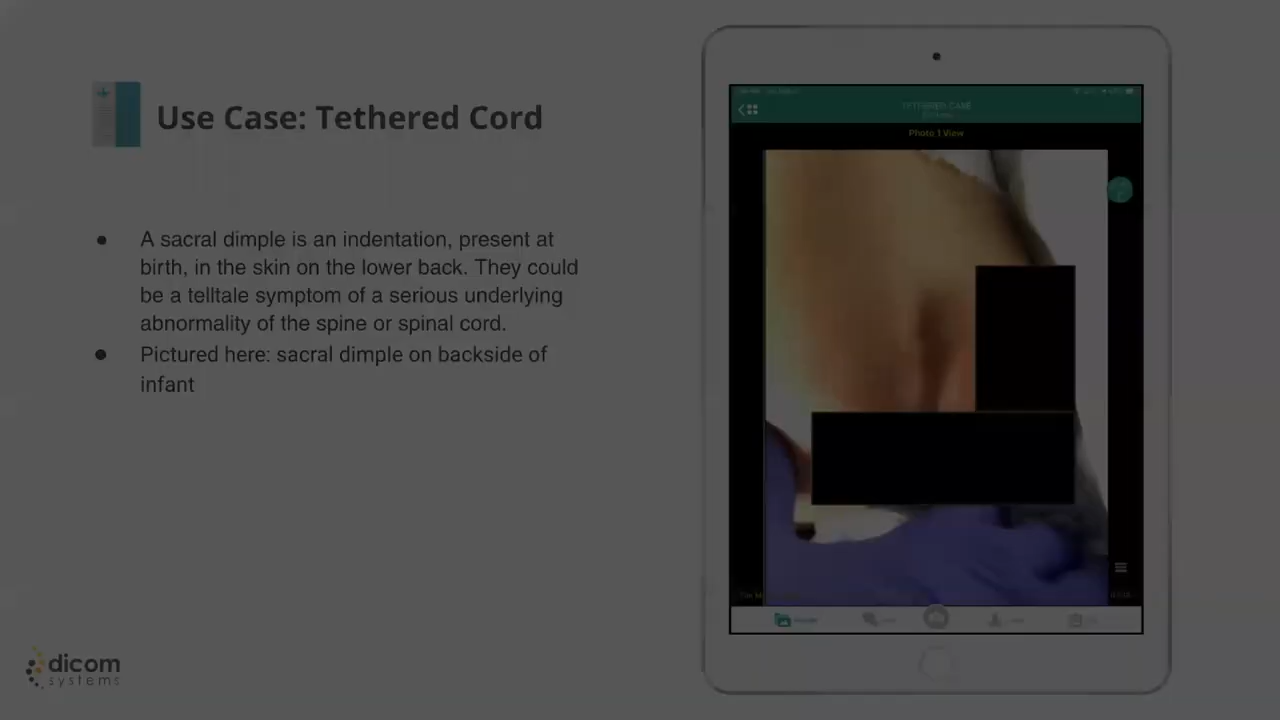 Use Case: Tethered Cord
● A sacral dimple is an indentation, present at
birth, in the skin on the lower back. They could
be a telltale symptom of a serious underlying
abnormality of the spine or spinal cord.
● Pictured here: sacral dimple on backside of
infant
TETHERED CASE
Photo 1 View
dicom
systems